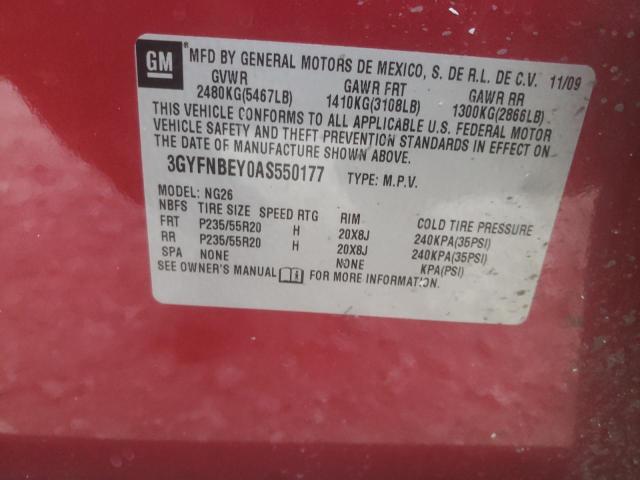 GM ® MFD BY GENERAL MOTORS DE MEXICO, S. DE R.L. DE C.V. 11/09
GVWR GAWR FRT GAWR RR
2480KG(5467LB) 1410KG(3108LB) 1300KG(2866LB)
THIS VEHICLE CONFORMS TO ALL APPLICABLE U.S. FEDERAL MOTOR
VEHICLE SAFETY AND THEFT PREVENTION STANDARDS IN EFFECT ON
THE DATE OF MANUFACTURE SHOWN ABOVE.
3GYFNBEY0AS550177 TYPE: M.P.V.
MODEL: NG26
NBFS TIRE SIZE SPEED RTG RIM COLD TIRE PRESSURE
FRT P235/55R20 H 20X8J 240KPA(35PSI)
RR P235/55R20 H 20X8J 240KPA(35PSI)
SPA NONE NONE KPA(PSI)
SEE OWNER'S MANUAL FOR MORE INFORMATION.